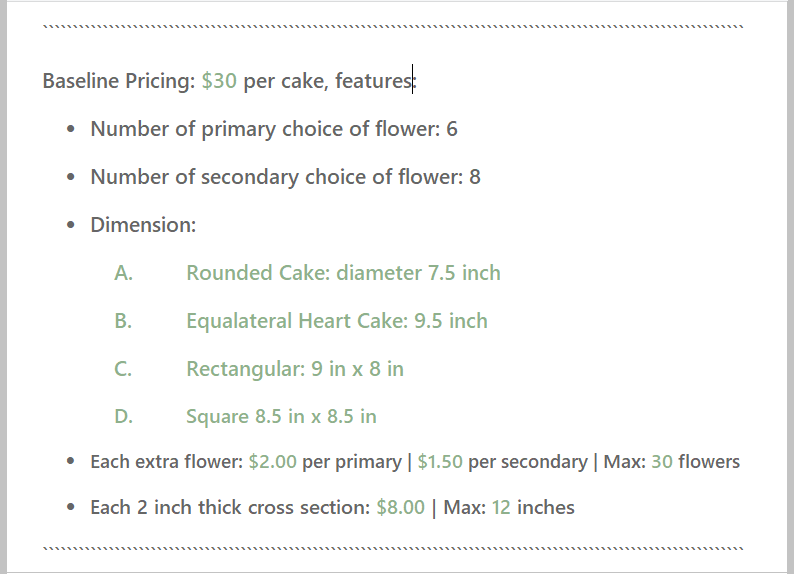 Baseline Pricing: $30 per cake, features:
• Number of primary choice of flower: 6
• Number of secondary choice of flower: 8
• Dimension:
A. Rounded Cake: diameter 7.5 inch
B. Equalateral Heart Cake: 9.5 inch
C. Rectangular: 9 in x 8 in
D. Square 8.5 in x 8.5 in
• Each extra flower: $2.00 per primary | $1.50 per secondary | Max: 30 flowers
• Each 2 inch thick cross section: $8.00 | Max: 12 inches